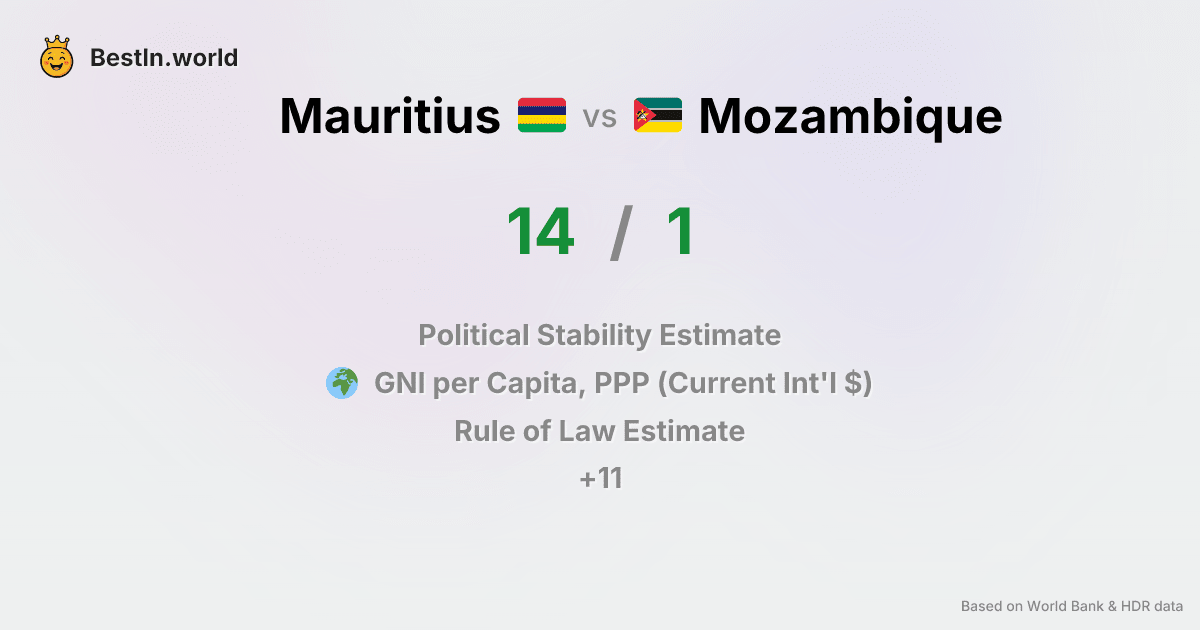 BestIn.world
Mauritius vs Mozambique
14 / 1
Political Stability Estimate
GNI per Capita, PPP (Current Int'l $)
Rule of Law Estimate
+11
Based on World Bank & HDR data